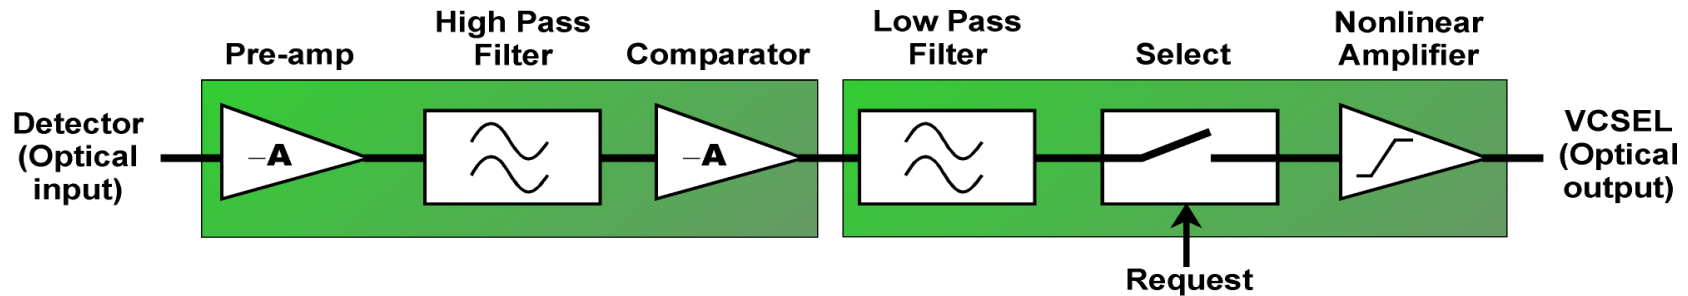 High Pass
Filter
Low Pass
Filter
Nonlinear
Amplifier
Pre-amp
Comparator
Select
Detector
(Optical
input)
–A
–A
VCSEL
(Optical
output)
Request